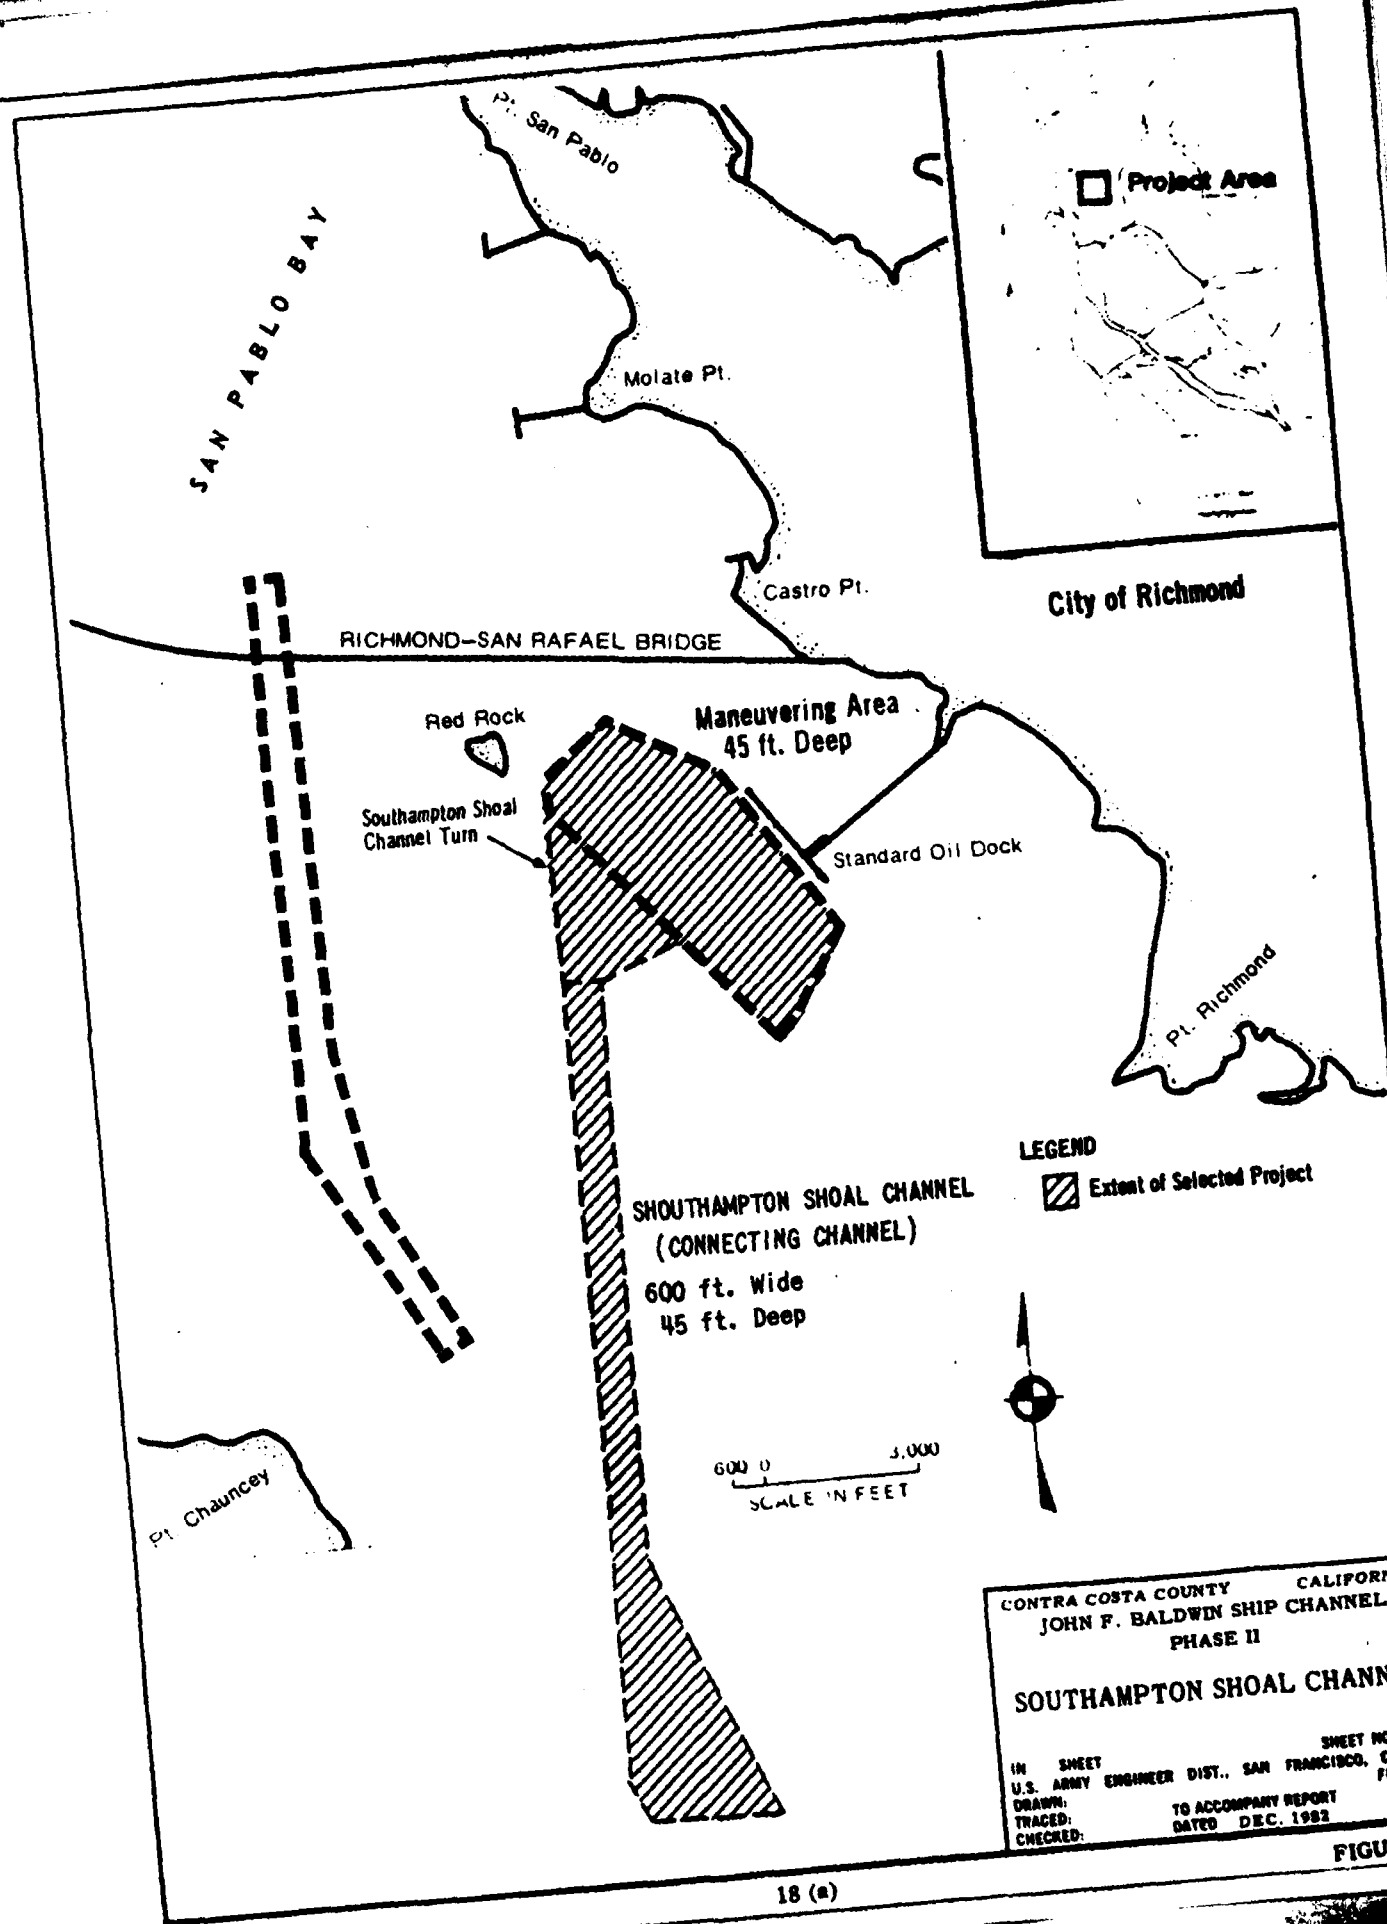 Pt. San Pablo
Project Area
SAN PABLO BAY
Molate Pt.
Castro Pt.
City of Richmond
RICHMOND-SAN RAFAEL BRIDGE
Red Rock
Maneuvering Area
45 ft. Deep
Southampton Shoal
Channel Turn
Standard Oil Dock
Pt. Richmond
LEGEND
Extent of Selected Project
SHOUTHAMPTON SHOAL CHANNEL
(CONNECTING CHANNEL)
600 ft. Wide
45 ft. Deep
600 0 3,000
SCALE IN FEET
Pt. Chauncey
CONTRA COSTA COUNTY CALIFORN
JOHN F. BALDWIN SHIP CHANNEL
PHASE II
SOUTHAMPTON SHOAL CHANN
SHEET NO
IN SHEET
U.S. ARMY ENGINEER DIST., SAN FRANCISCO, C
DRAWN:
TRACED: TO ACCOMPANY REPORT
CHECKED: DATED DEC. 1982
FIGU
18 (a)